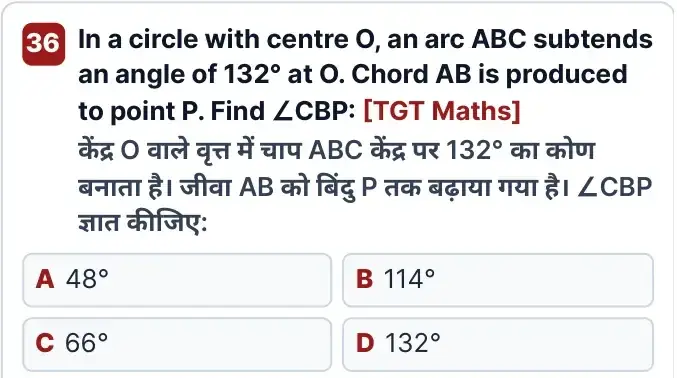 36 In a circle with centre O, an arc ABC subtends
an angle of 132° at O. Chord AB is produced
to point P. Find ∠CBP: [TGT Maths]
केंद्र O वाले वृत्त में चाप ABC केंद्र पर 132° का कोण
बनाता है। जीवा AB को बिंदु P तक बढ़ाया गया है। ∠CBP
ज्ञात कीजिए:
A 48° B 114°
C 66° D 132°